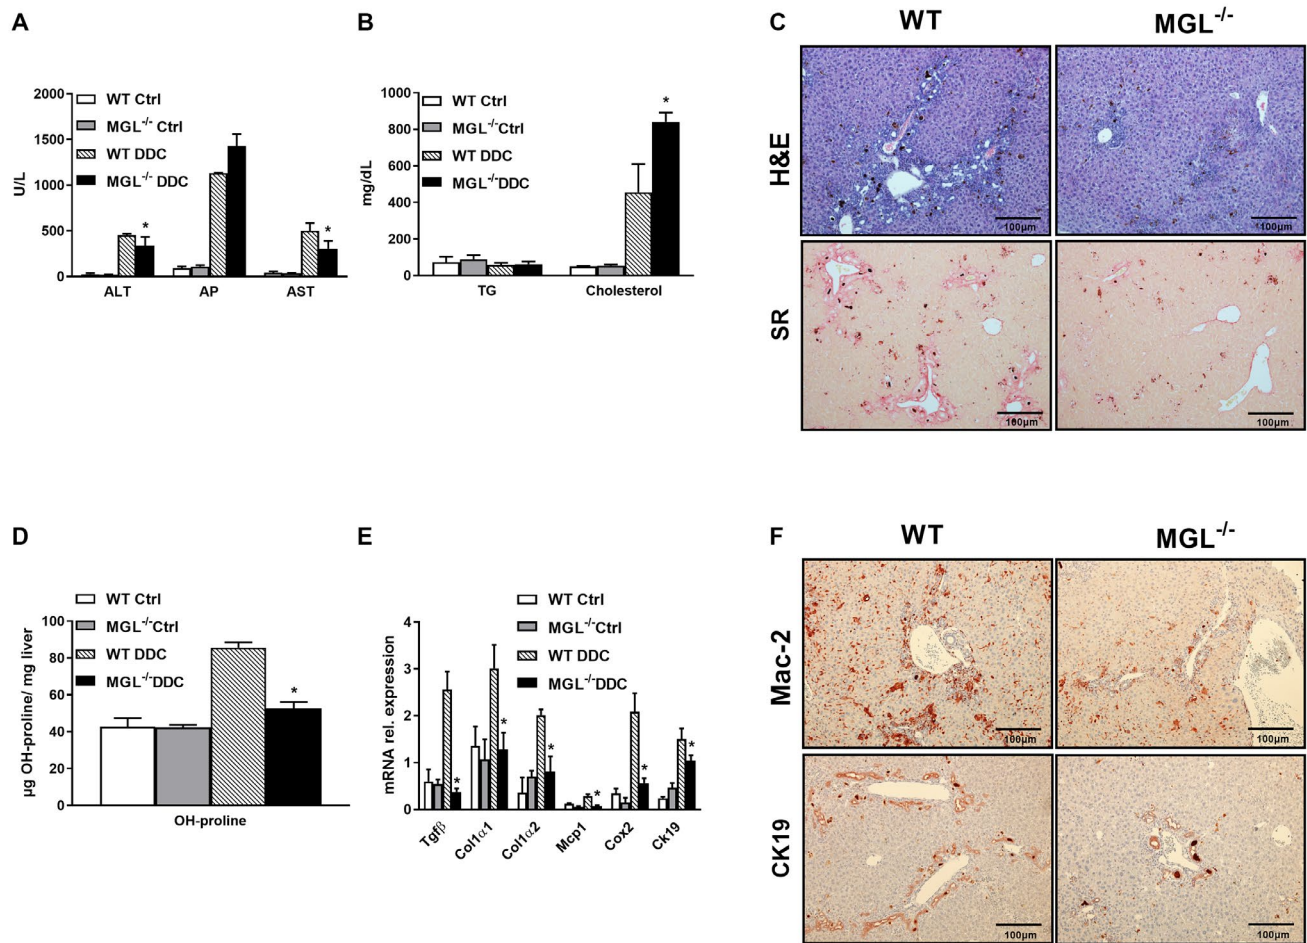 A
U/L
2000
1500
1000
500
0
WT Ctrl
MGL-/- Ctrl
WT DDC
MGL-/- DDC
*
*
ALT AP AST
B
mg/dL
1000
800
600
400
200
0
WT Ctrl
MGL-/-Ctrl
WT DDC
MGL-/-DDC
*
TG Cholesterol
C
WT MGL-/-
H&E
100µm 100µm
SR
100µm 100µm
D
µg OH-proline/ mg liver
100
80
60
40
20
0
WT Ctrl
MGL-/-Ctrl
WT DDC
MGL-/-DDC
*
OH-proline
E
mRNA rel. expression
4
3
2
1
0
WT Ctrl
MGL-/-Ctrl
WT DDC
MGL-/-DDC
* * * * * *
Tgfβ Col1α1 Col1α2 Mcp1 Cox2 Ck19
F
WT MGL-/-
Mac-2
100µm 100µm
CK19
100µm 100µm